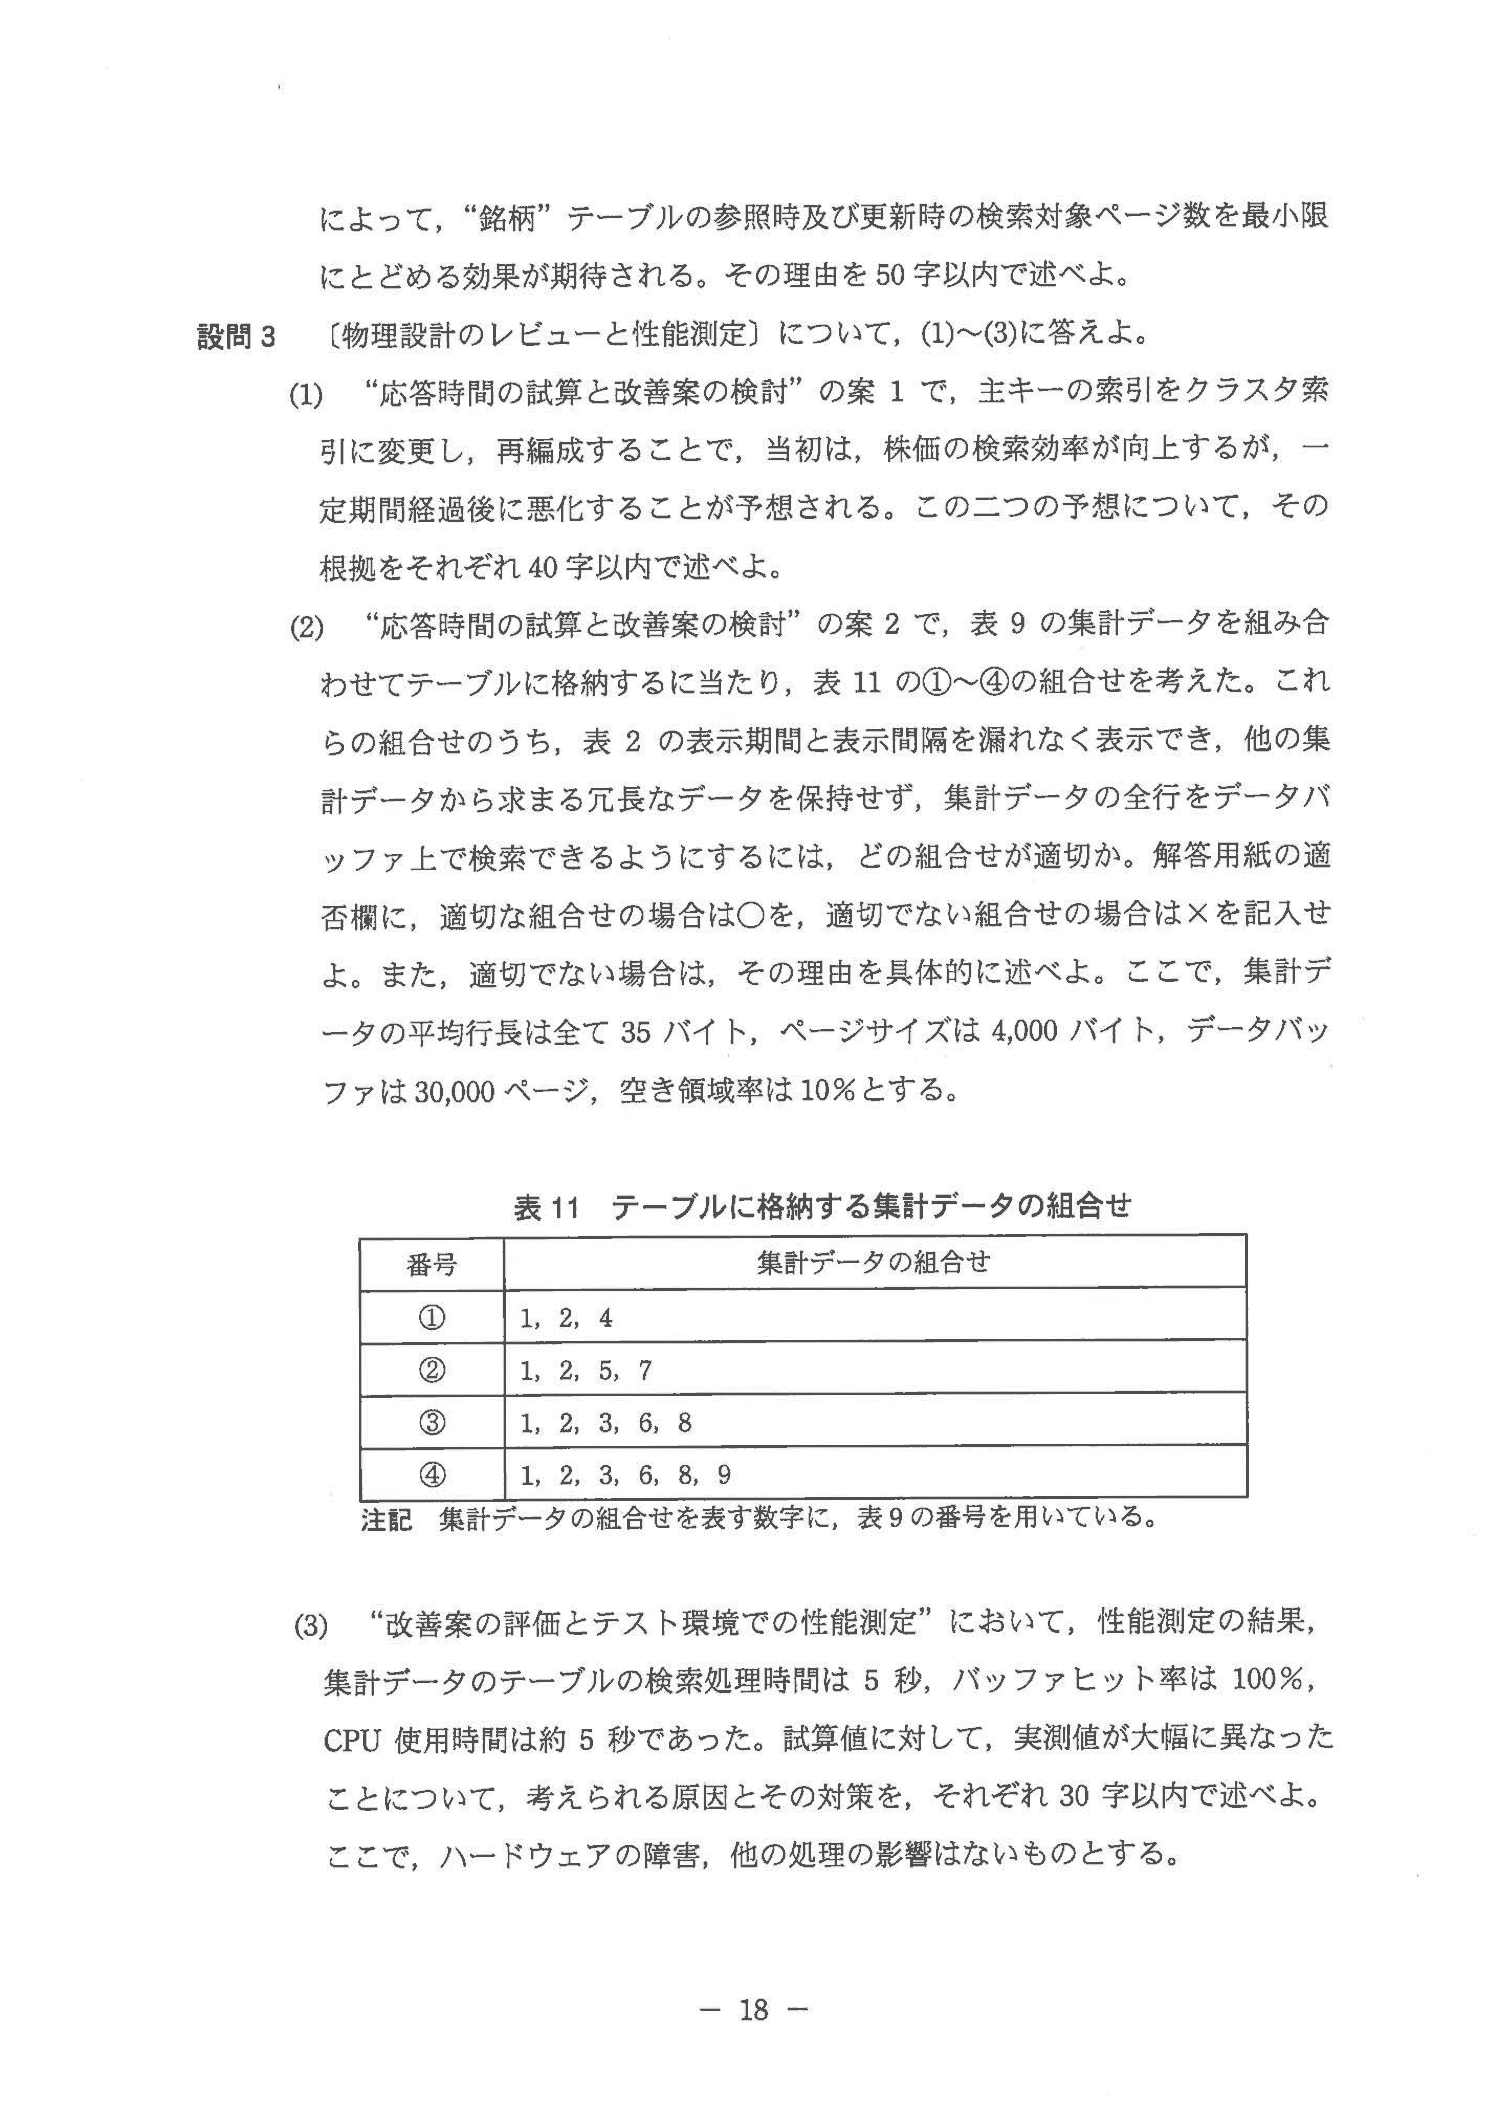 によって，“銘柄” テーブルの参照時及び更新時の検索対象ページ数を最小限
にとどめる効果が期待される。その理由を 50 字以内で述べよ。
設問 3 〔物理設計のレビューと性能測定〕について，(1)～(3)に答えよ。
(1) “応答時間の試算と改善案の検討” の案 1 で，主キーの索引をクラスタ索
引に変更し，再編成することで，当初は，株価の検索効率が向上するが，一
定期間経過後に悪化することが予想される。この二つの予想について，その
根拠をそれぞれ 40 字以内で述べよ。
(2) “応答時間の試算と改善案の検討” の案 2 で，表 9 の集計データを組み合
わせてテーブルに格納するに当たり，表 11 の①～④の組合せを考えた。これ
らの組合せのうち，表 2 の表示期間と表示間隔を漏れなく表示でき，他の集
計データから求まる冗長なデータを保持せず，集計データの全行をデータバ
ッファ上で検索できるようにするには，どの組合せが適切か。解答用紙の適
否欄に，適切な組合せの場合は〇を，適切でない組合せの場合は×を記入せ
よ。また，適切でない場合は，その理由を具体的に述べよ。ここで，集計デ
ータの平均行長は全て 35 バイト，ページサイズは 4,000 バイト，データバッ
ファは 30,000 ページ，空き領域率は 10％とする。
表 11 テーブルに格納する集計データの組合せ
番号 集計データの組合せ
① 1，2，4
② 1，2，5，7
③ 1，2，3，6，8
④ 1，2，3，6，8，9
注記 集計データの組合せを表す数字に，表 9 の番号を用いている。
(3) “改善案の評価とテスト環境での性能測定” において，性能測定の結果，
集計データのテーブルの検索処理時間は 5 秒，バッファヒット率は 100％，
CPU 使用時間は約 5 秒であった。試算値に対して，実測値が大幅に異なった
ことについて，考えられる原因とその対策を，それぞれ 30 字以内で述べよ。
ここで，ハードウェアの障害，他の処理の影響はないものとする。
－ 18 －